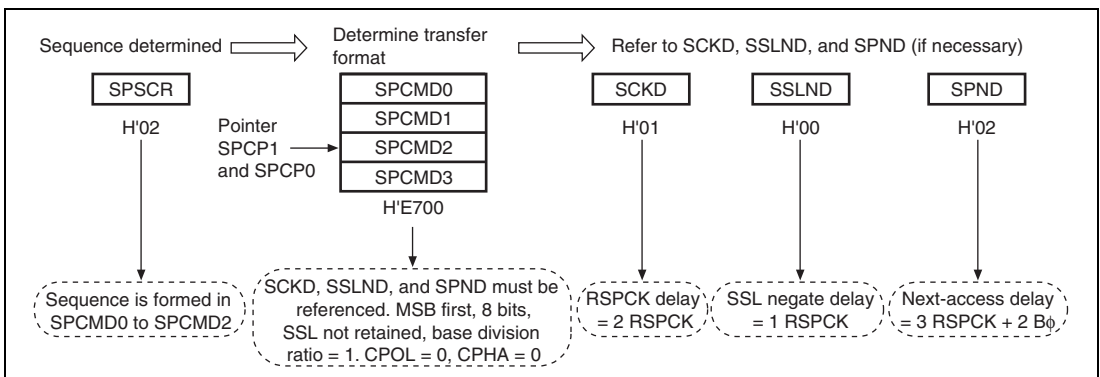 Sequence determined
Determine transfer
format
Refer to SCKD, SSLND, and SPND (if necessary)
SPSCR
H'02
Pointer
SPCP1
and SPCP0
SPCMD0
SPCMD1
SPCMD2
SPCMD3
H'E700
SCKD
H'01
SSLND
H'00
SPND
H'02
Sequence is formed in
SPCMD0 to SPCMD2
SCKD, SSLND, and SPND must be
referenced. MSB first, 8 bits,
SSL not retained, base division
ratio = 1. CPOL = 0, CPHA = 0
RSPCK delay
= 2 RSPCK
SSL negate delay
= 1 RSPCK
Next-access delay
= 3 RSPCK + 2 Bϕ